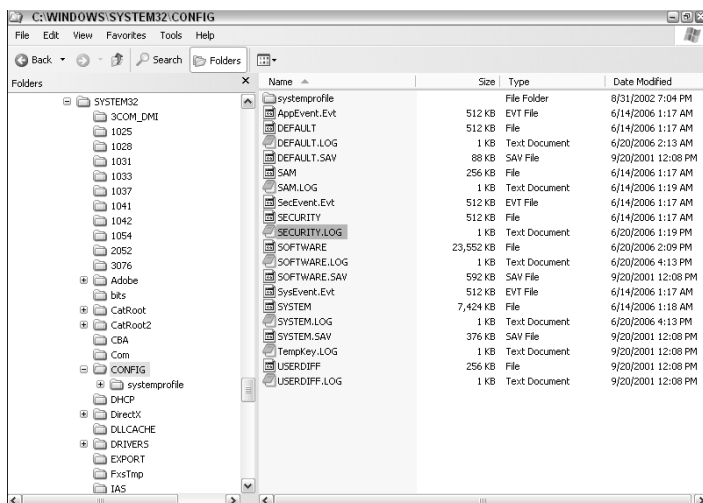 C:\WINDOWS\SYSTEM32\CONFIG
File Edit View Favorites Tools Help
Back Search Folders
Folders
SYSTEM32
3COM_DMI
1025
1028
1031
1033
1037
1041
1042
1054
2052
3076
Adobe
bits
CatRoot
CatRoot2
CBA
Com
CONFIG
systemprofile
DHCP
DirectX
DLLCACHE
DRIVERS
EXPORT
FxsTmp
IAS
Name Size Type Date Modified
systemprofile File Folder 8/31/2002 7:04 PM
AppEvent.Evt 512 KB EVT File 6/14/2006 1:17 AM
DEFAULT 512 KB File 6/14/2006 1:17 AM
DEFAULT.LOG 1 KB Text Document 6/20/2006 2:13 AM
DEFAULT.SAV 88 KB SAV File 9/20/2001 12:08 PM
SAM 256 KB File 6/14/2006 1:17 AM
SAM.LOG 1 KB Text Document 6/14/2006 1:19 AM
SecEvent.Evt 512 KB EVT File 6/14/2006 1:17 AM
SECURITY 512 KB File 6/14/2006 1:17 AM
SECURITY.LOG 1 KB Text Document 6/20/2006 1:19 PM
SOFTWARE 23,552 KB File 6/20/2006 2:09 PM
SOFTWARE.LOG 1 KB Text Document 6/20/2006 4:13 PM
SOFTWARE.SAV 592 KB SAV File 9/20/2001 12:08 PM
SysEvent.Evt 512 KB EVT File 6/14/2006 1:17 AM
SYSTEM 7,424 KB File 6/14/2006 1:18 AM
SYSTEM.LOG 1 KB Text Document 6/20/2006 4:13 PM
SYSTEM.SAV 376 KB SAV File 9/20/2001 12:08 PM
TempKey.LOG 1 KB Text Document 9/20/2001 12:08 PM
USERDIFF 256 KB File 9/20/2001 12:08 PM
USERDIFF.LOG 1 KB Text Document 9/20/2001 12:08 PM